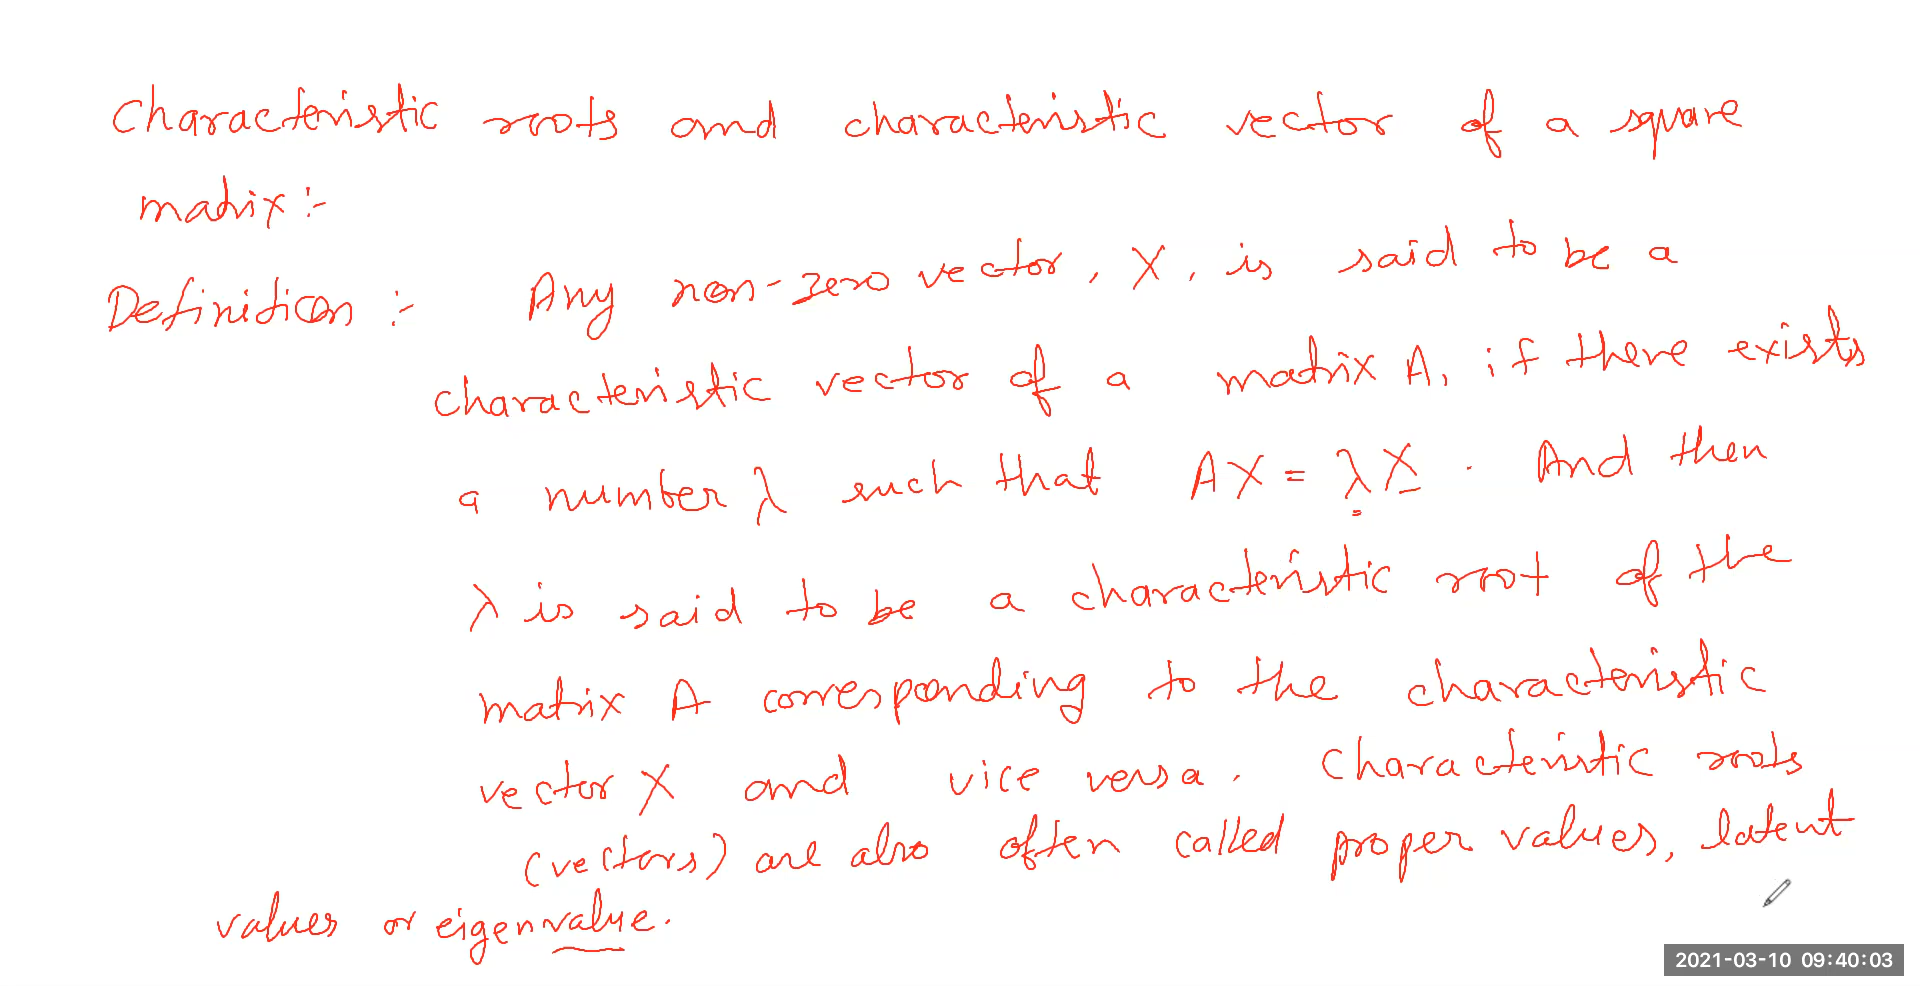 Characteristic roots and characteristic vector of a square
matrix :-
Definition :- Any non-zero vector, X, is said to be a
characteristic vector of a matrix A, if there exists
a number λ such that AX = λX. And then
λ is said to be a characteristic root of the
matrix A corresponding to the characteristic
vector X and vice versa. Characteristic roots
(vectors) are also often called proper values, latent
values or eigenvalue.
2021-03-10 09:40:03